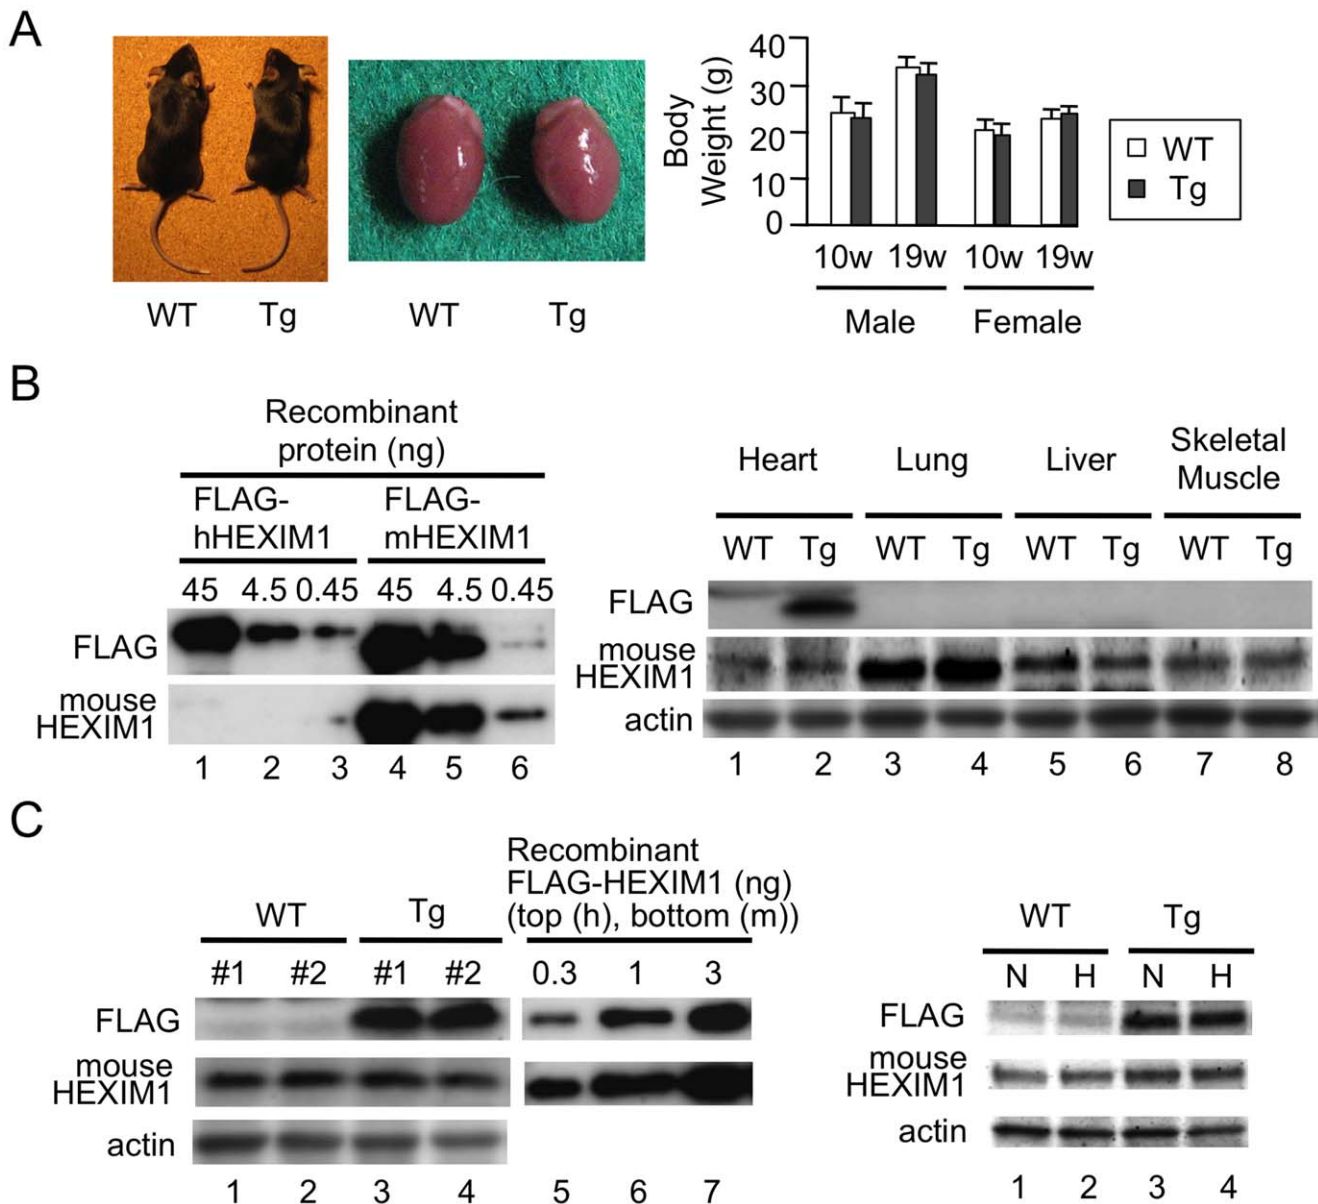 A
WT Tg
WT Tg
Body
Weight (g)
40
30
20
10
0
10w 19w 10w 19w
Male Female
WT
Tg
B
Recombinant
protein (ng)
FLAG-
hHEXIM1
FLAG-
mHEXIM1
45 4.5 0.45 45 4.5 0.45
FLAG
mouse
HEXIM1
1 2 3 4 5 6
Heart Lung Liver Skeletal
Muscle
WT Tg WT Tg WT Tg WT Tg
FLAG
mouse
HEXIM1
actin
1 2 3 4 5 6 7 8
C
Recombinant
FLAG-HEXIM1 (ng)
(top (h), bottom (m))
WT Tg
#1 #2 #1 #2 0.3 1 3
FLAG
mouse
HEXIM1
actin
1 2 3 4 5 6 7
WT Tg
N H N H
FLAG
mouse
HEXIM1
actin
1 2 3 4